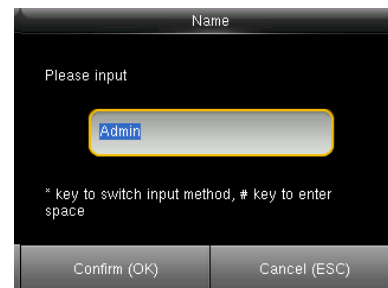 Name
Please input
Admin
* key to switch input method, # key to enter
space
Confirm (OK)
Cancel (ESC)